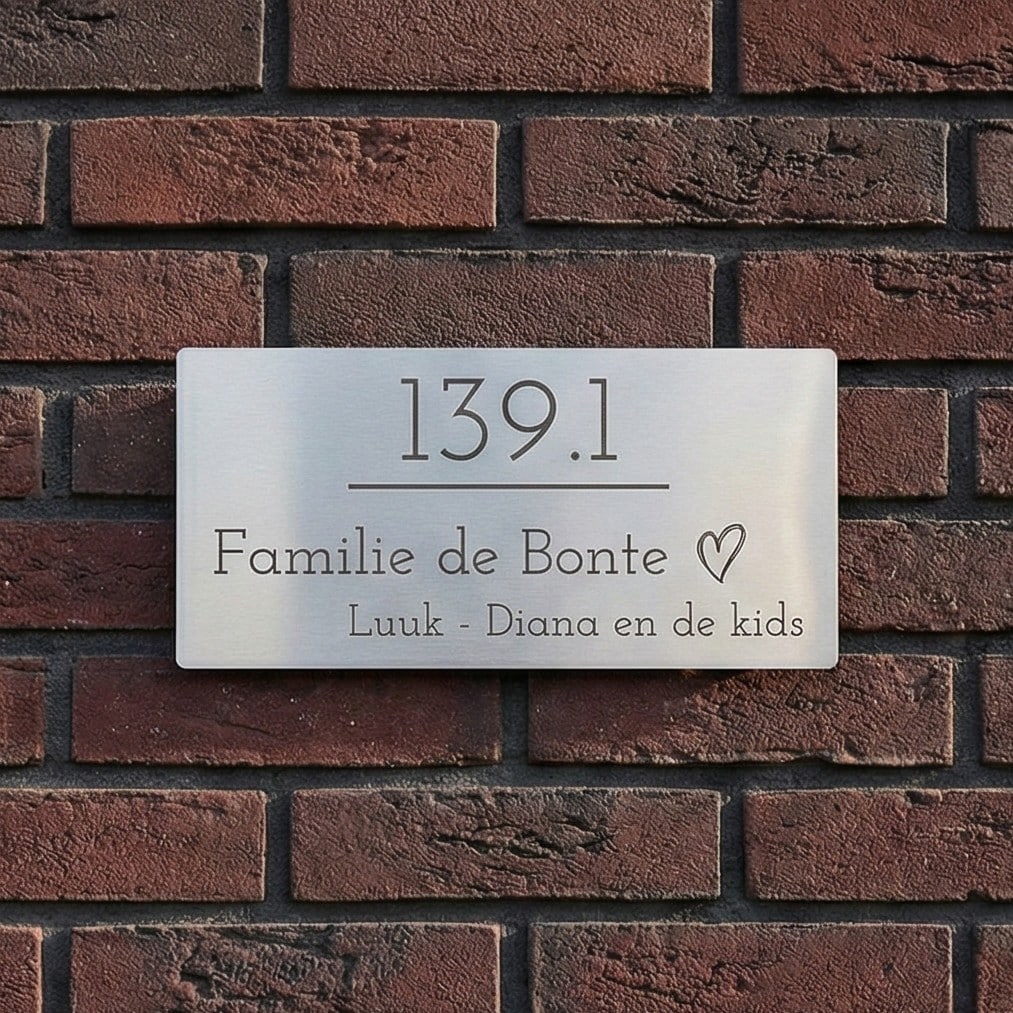 139.1
Familie de Bonte
Luuk - Diana en de kids